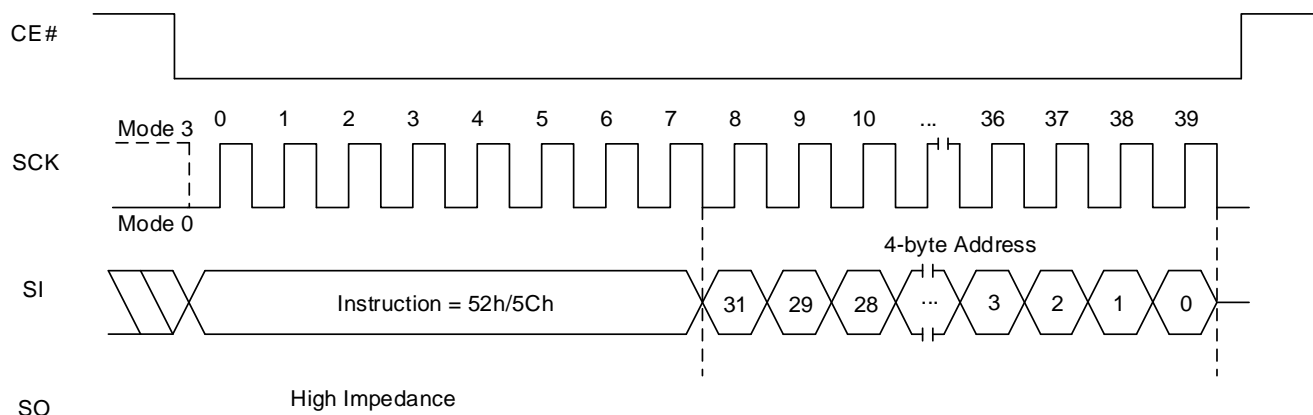 CE#
0 1 2 3 4 5 6 7 8 9 10 ... 36 37 38 39
Mode 3
SCK
Mode 0
4-byte Address
SI
Instruction = 52h/5Ch 31 29 28 ... 3 2 1 0
High Impedance
SO